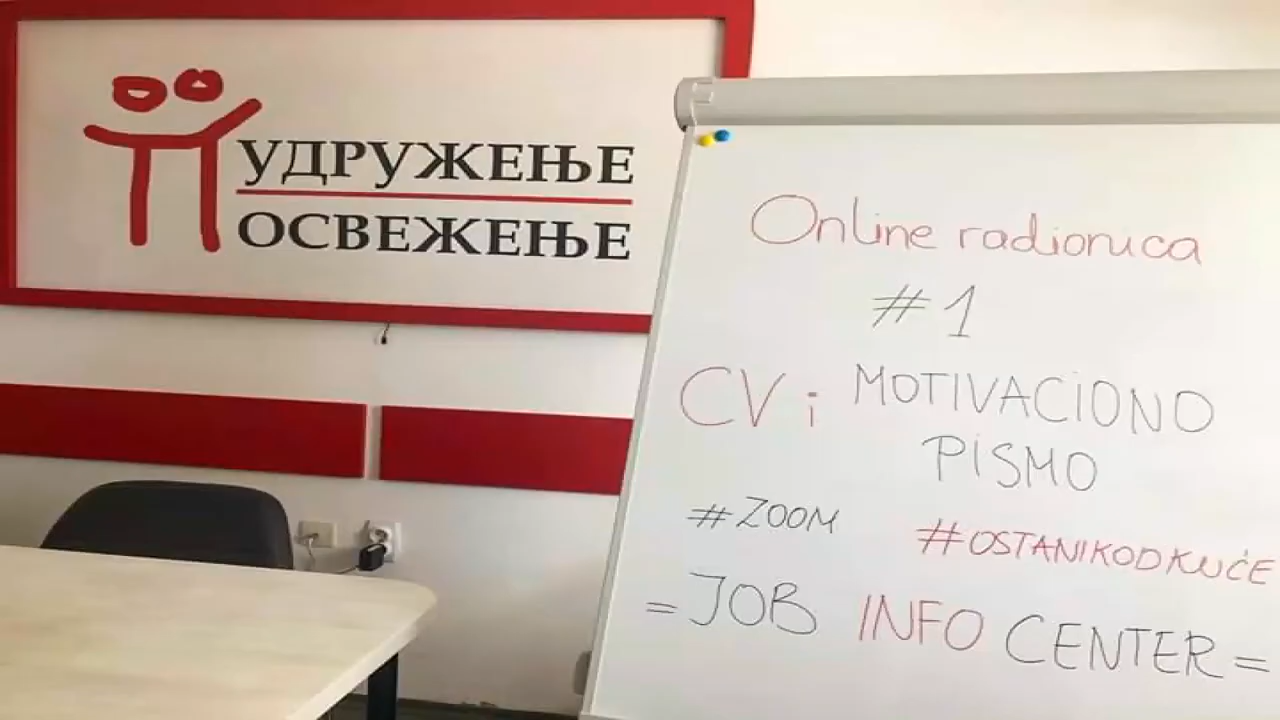 УДРУЖЕЊЕ
ОСВЕЖЕЊЕ
Online radionica
#1
CV i MOTIVACIONO
PISMO
#ZOOM #OSTANIKODKUĆE
=JOB INFO CENTER=